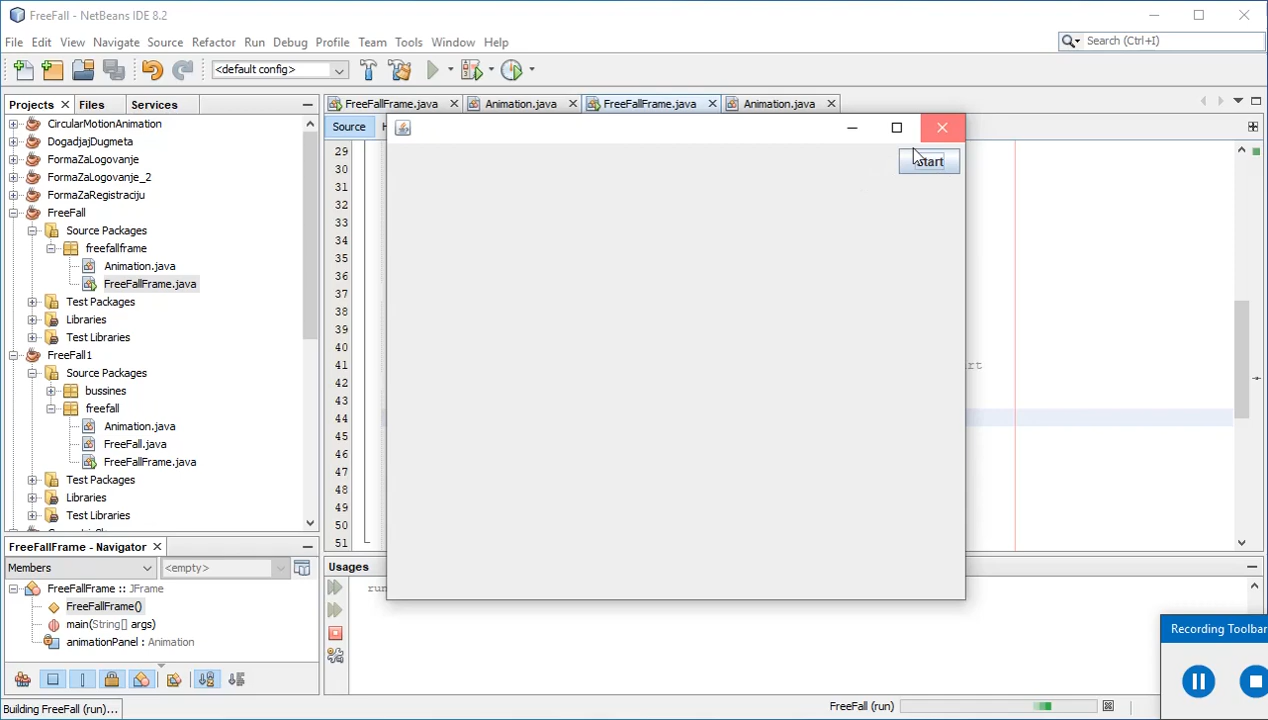 FreeFall - NetBeans IDE 8.2
File Edit View Navigate Source Refactor Run Debug Profile Team Tools Window Help
Search (Ctrl+I)
<default config>
Projects Files Services
FreeFallFrame.java Animation.java FreeFallFrame.java Animation.java
Source
CircularMotionAnimation
DogadjajDugmeta
FormaZaLogovanje
FormaZaLogovanje_2
FormaZaRegistraciju
FreeFall
Source Packages
freefallframe
Animation.java
FreeFallFrame.java
Test Packages
Libraries
Test Libraries
FreeFall1
Source Packages
bussines
freefall
Animation.java
FreeFall.java
FreeFallFrame.java
Test Packages
Libraries
Test Libraries
29
30
31
32
33
34
35
36
37
38
39
40
41
42
43
44
45
46
47
48
49
50
51
Start
rt
FreeFallFrame - Navigator
Members
<empty>
FreeFallFrame :: JFrame
FreeFallFrame()
main(String[] args)
animationPanel : Animation
Usages
run
Recording Toolbar
Building FreeFall (run)...
FreeFall (run)